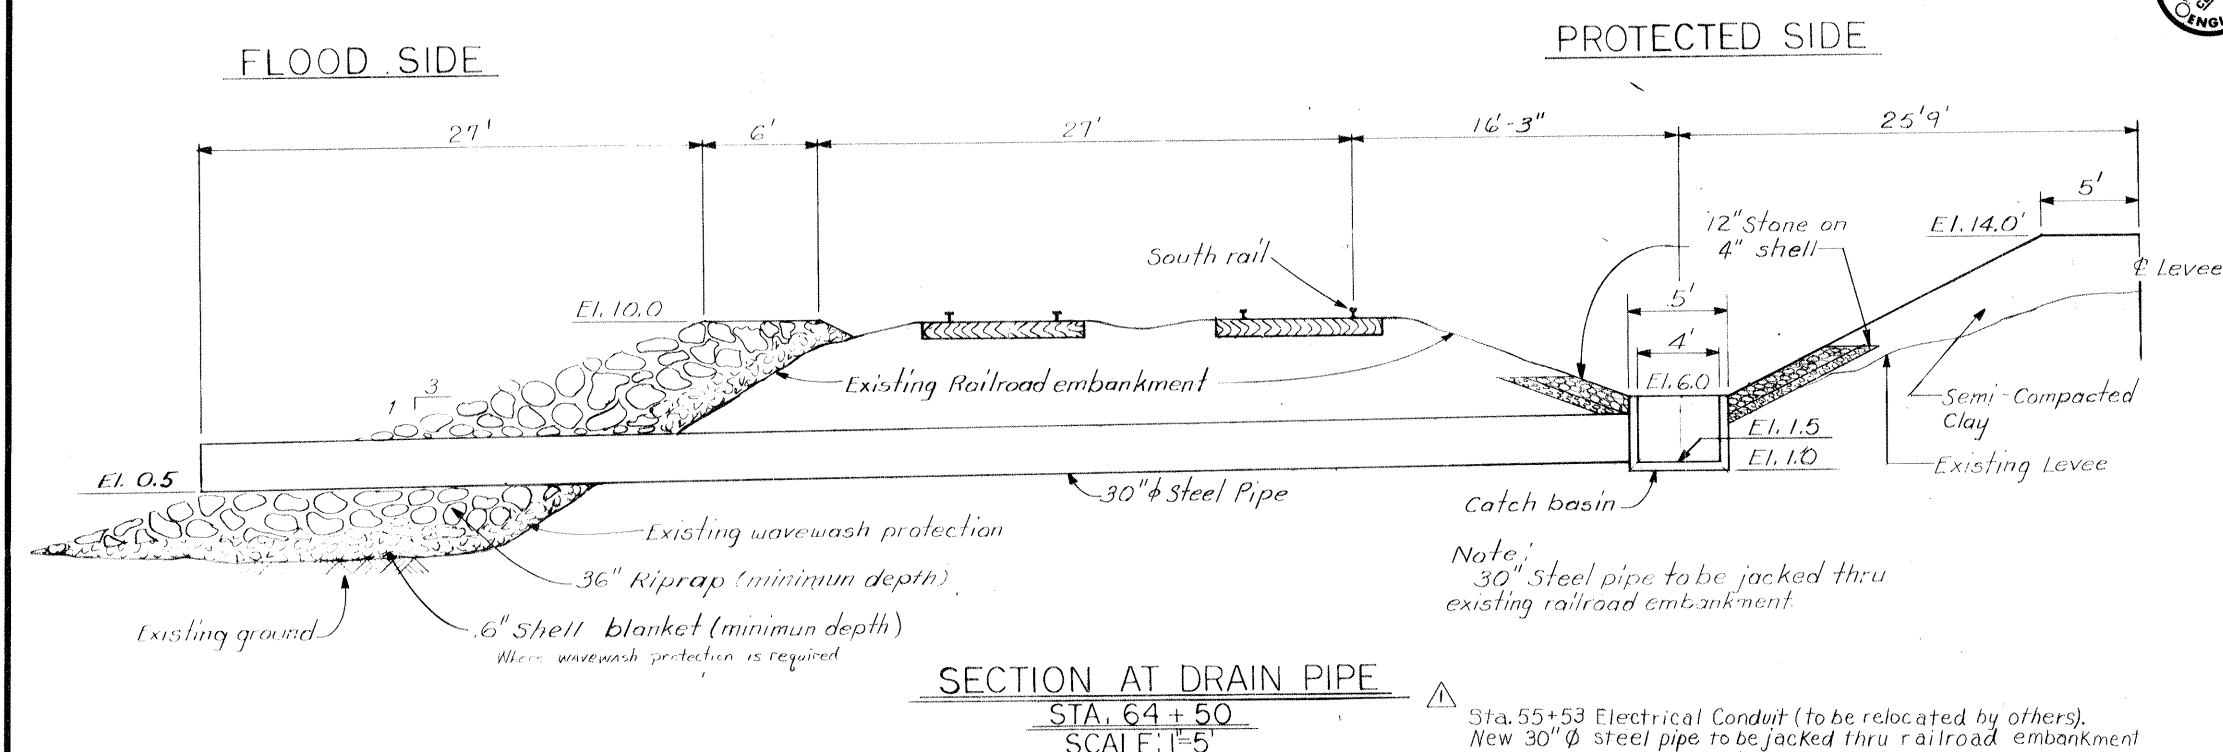 FLOOD SIDE
PROTECTED SIDE
ENGI
27'
6'
27'
16'-3"
25'9'
5'
12" Stone on
4" shell
El. 14.0'
South rail
℄ Levee
El. 10.0
5'
4'
3
1
Existing Railroad embankment
El. 6.0
Semi-Compacted
Clay
El. 1.5
El. 1.0
El. 0.5
Existing Levee
30"φ Steel Pipe
Catch basin
Existing wavewash protection
Note:
30" Steel pipe to be jacked thru
existing railroad embankment.
36" Riprap (minimun depth)
Existing ground
6" Shell blanket (minimun depth)
Where wavewash protection is required
SECTION AT DRAIN PIPE
STA. 64+50
SCALE: 1"=5'
1
Sta. 55+53 Electrical Conduit (to be relocated by others).
New 30"φ steel pipe to be jacked thru railroad embankment